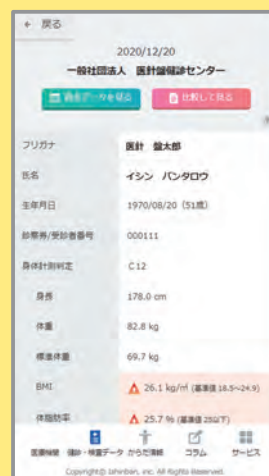 ← 戻る
2020/12/20
一般社団法人 医針盤健診センター
過去データを見る 比較して見る
フリガナ 医針 盤太郎
氏名 イシン バンタロウ
生年月日 1970/08/20 (51歳)
診察券/受診者番号 000111
身体計測判定 C12
身長 178.0 cm
体重 82.8 kg
標準体重 69.7 kg
BMI 26.1 kg/㎡ (基準値 18.5~24.9)
体脂肪率 25.7 % (基準値 25以下)
医療機関 健診・検査データ からだ情報 コラム サービス
Copyright© Ishinban, inc. All Rights Reserved.